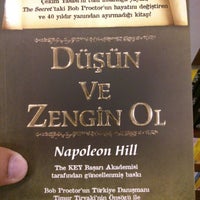 The Secret'taki Bob Proctor'un hayatını değiştiren
ve 40 yıldır yanından ayırmadığı kitap!
DÜŞÜN
VE
ZENGİN OL
Napoleon Hill
The KEY Başarı Akademisi
tarafından güncellenmiş baskı
Bob Proctor'un Türkiye Danışmanı
Timur Tiryaki'nin Önsözü ile